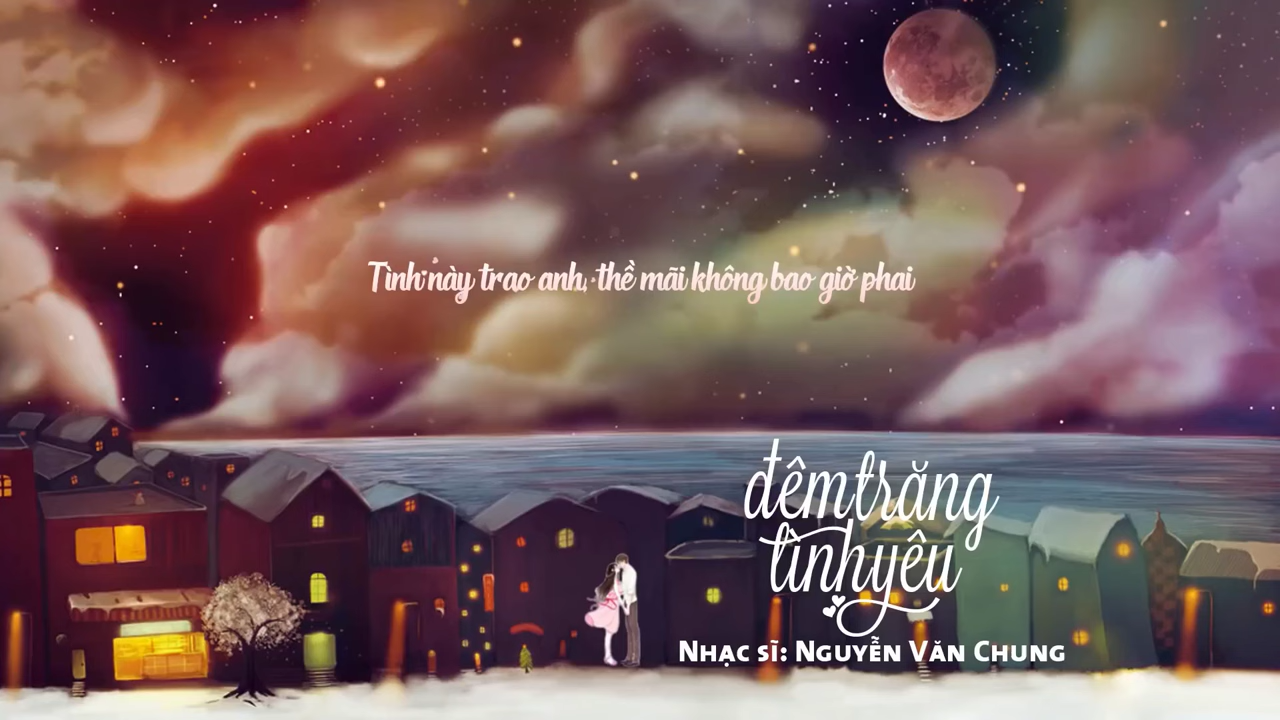 Tình này trao anh, thề mãi không bao giờ phai
đêm trăng
tình yêu
Nhạc sĩ: Nguyễn Văn Chung